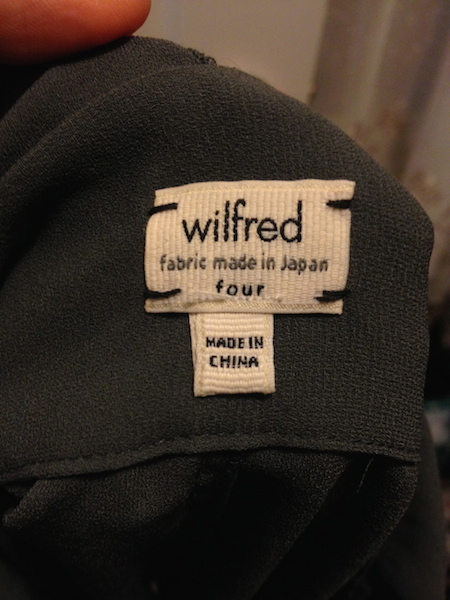 wilfred
fabric made in Japan
four
MADE IN
CHINA